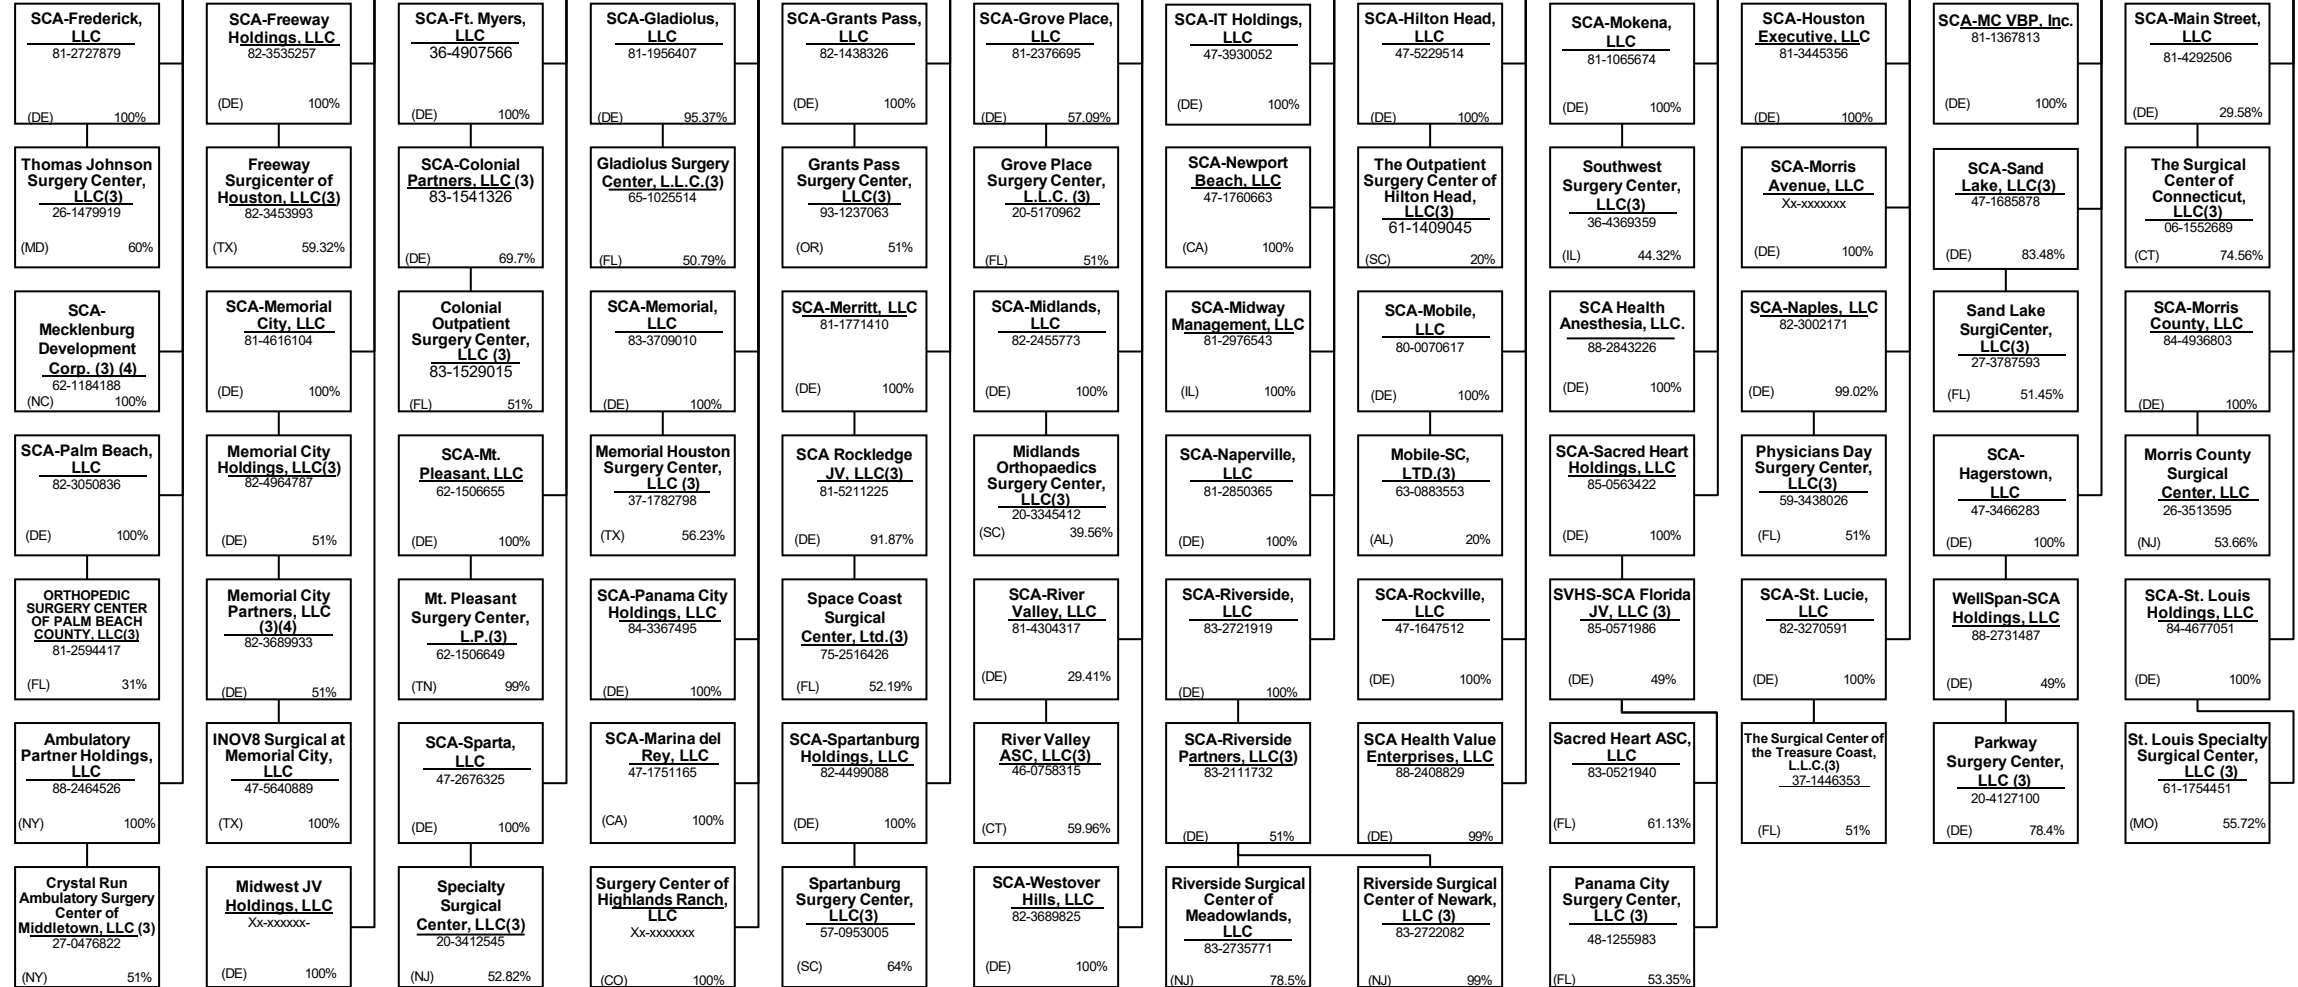 SCA-Frederick,
LLC
81-2727879
(DE) 100%
SCA-Freeway
Holdings, LLC
82-3535257
(DE) 100%
SCA-Ft. Myers,
LLC
36-4907566
(DE) 100%
SCA-Gladiolus,
LLC
81-1956407
(DE) 95.37%
SCA-Grants Pass,
LLC
82-1438326
(DE) 100%
SCA-Grove Place,
LLC
81-2376695
(DE) 57.09%
SCA-IT Holdings,
LLC
47-3930052
(DE) 100%
SCA-Hilton Head,
LLC
47-5229514
(DE) 100%
SCA-Mokena,
LLC
81-1065674
(DE) 100%
SCA-Houston
Executive, LLC
81-3445356
(DE) 100%
SCA-MC VBP, Inc.
81-1367813
(DE) 100%
SCA-Main Street,
LLC
81-4292506
(DE) 29.58%
Thomas Johnson
Surgery Center,
LLC(3)
26-1479919
(MD) 60%
Freeway
Surgicenter of
Houston, LLC(3)
82-3453993
(TX) 59.32%
SCA-Colonial
Partners, LLC (3)
83-1541326
(DE) 69.7%
Gladiolus Surgery
Center, L.L.C.(3)
65-1025514
(FL) 50.79%
Grants Pass
Surgery Center,
LLC(3)
93-1237063
(OR) 51%
Grove Place
Surgery Center,
L.L.C. (3)
20-5170962
(FL) 51%
SCA-Newport
Beach, LLC
47-1760663
(CA) 100%
The Outpatient
Surgery Center of
Hilton Head,
LLC(3)
61-1409045
(SC) 20%
Southwest
Surgery Center,
LLC(3)
36-4369359
(IL) 44.32%
SCA-Morris
Avenue, LLC
Xx-xxxxxxx
(DE) 100%
SCA-Sand
Lake, LLC(3)
47-1685878
(DE) 83.48%
The Surgical
Center of
Connecticut,
LLC(3)
06-1552689
(CT) 74.56%
SCA-
Mecklenburg
Development
Corp. (3) (4)
62-1184188
(NC) 100%
SCA-Memorial
City, LLC
81-4616104
(DE) 100%
Colonial
Outpatient
Surgery Center,
LLC (3)
83-1529015
(FL) 51%
SCA-Memorial,
LLC
83-3709010
(DE) 100%
SCA-Merritt, LLC
81-1771410
(DE) 100%
SCA-Midlands,
LLC
82-2455773
(DE) 100%
SCA-Midway
Management, LLC
81-2976543
(IL) 100%
SCA-Mobile,
LLC
80-0070617
(DE) 100%
SCA Health
Anesthesia, LLC.
88-2843226
(DE) 100%
SCA-Naples, LLC
82-3002171
(DE) 99.02%
Sand Lake
SurgiCenter,
LLC(3)
27-3787593
(FL) 51.45%
SCA-Morris
County, LLC
84-4936803
(DE) 100%
SCA-Palm Beach,
LLC
82-3050836
(DE) 100%
Memorial City
Holdings, LLC(3)
82-4964787
(DE) 51%
SCA-Mt.
Pleasant, LLC
62-1506655
(DE) 100%
Memorial Houston
Surgery Center,
LLC (3)
37-1782798
(TX) 56.23%
SCA Rockledge
JV, LLC(3)
81-5211225
(DE) 91.87%
Midlands
Orthopaedics
Surgery Center,
LLC(3)
20-3345412
(SC) 39.56%
SCA-Naperville,
LLC
81-2850365
(DE) 100%
Mobile-SC,
LTD.(3)
63-0883553
(AL) 20%
SCA-Sacred Heart
Holdings, LLC
85-0563422
(DE) 100%
Physicians Day
Surgery Center,
LLC(3)
59-3438026
(FL) 51%
SCA-
Hagerstown,
LLC
47-3466283
(DE) 100%
Morris County
Surgical
Center, LLC
26-3513595
(NJ) 53.66%
ORTHOPEDIC
SURGERY CENTER
OF PALM BEACH
COUNTY, LLC(3)
81-2594417
(FL) 31%
Memorial City
Partners, LLC
(3)(4)
82-3689933
(DE) 51%
Mt. Pleasant
Surgery Center,
L.P.(3)
62-1506649
(TN) 99%
SCA-Panama City
Holdings, LLC
84-3367495
(DE) 100%
Space Coast
Surgical
Center, Ltd.(3)
75-2516426
(FL) 52.19%
SCA-River
Valley, LLC
81-4304317
(DE) 29.41%
SCA-Riverside,
LLC
83-2721919
(DE) 100%
SCA-Rockville,
LLC
47-1647512
(DE) 100%
SVHS-SCA Florida
JV, LLC (3)
85-0571986
(DE) 49%
SCA-St. Lucie,
LLC
82-3270591
(DE) 100%
WellSpan-SCA
Holdings, LLC
88-2731487
(DE) 49%
SCA-St. Louis
Holdings, LLC
84-4677051
(DE) 100%
Ambulatory
Partner Holdings,
LLC
88-2464526
(NY) 100%
INOV8 Surgical at
Memorial City,
LLC
47-5640889
(TX) 100%
SCA-Sparta,
LLC
47-2676325
(DE) 100%
SCA-Marina del
Rey, LLC
47-1751165
(CA) 100%
SCA-Spartanburg
Holdings, LLC
82-4499088
(DE) 100%
River Valley
ASC, LLC(3)
46-0758315
(CT) 59.96%
SCA-Riverside
Partners, LLC(3)
83-2111732
(DE) 51%
SCA Health Value
Enterprises, LLC
88-2408829
(DE) 99%
Sacred Heart ASC,
LLC
83-0521940
(FL) 61.13%
The Surgical Center of
the Treasure Coast,
L.L.C.(3)
37-1446353
(FL) 51%
Parkway
Surgery Center,
LLC (3)
20-4127100
(DE) 78.4%
St. Louis Specialty
Surgical Center,
LLC (3)
61-1754451
(MO) 55.72%
Crystal Run
Ambulatory Surgery
Center of
Middletown, LLC (3)
27-0476822
(NY) 51%
Midwest JV
Holdings, LLC
Xx-xxxxxx-
(DE) 100%
Specialty
Surgical
Center, LLC(3)
20-3412545
(NJ) 52.82%
Surgery Center of
Highlands Ranch,
LLC
Xx-xxxxxxx
(CO) 100%
Spartanburg
Surgery Center,
LLC(3)
57-0953005
(SC) 64%
SCA-Westover
Hills, LLC
82-3689825
(DE) 100%
Riverside Surgical
Center of
Meadowlands,
LLC
83-2735771
(NJ) 78.5%
Riverside Surgical
Center of Newark,
LLC (3)
83-2722082
(NJ) 99%
Panama City
Surgery Center,
LLC (3)
48-1255983
(FL) 53.35%